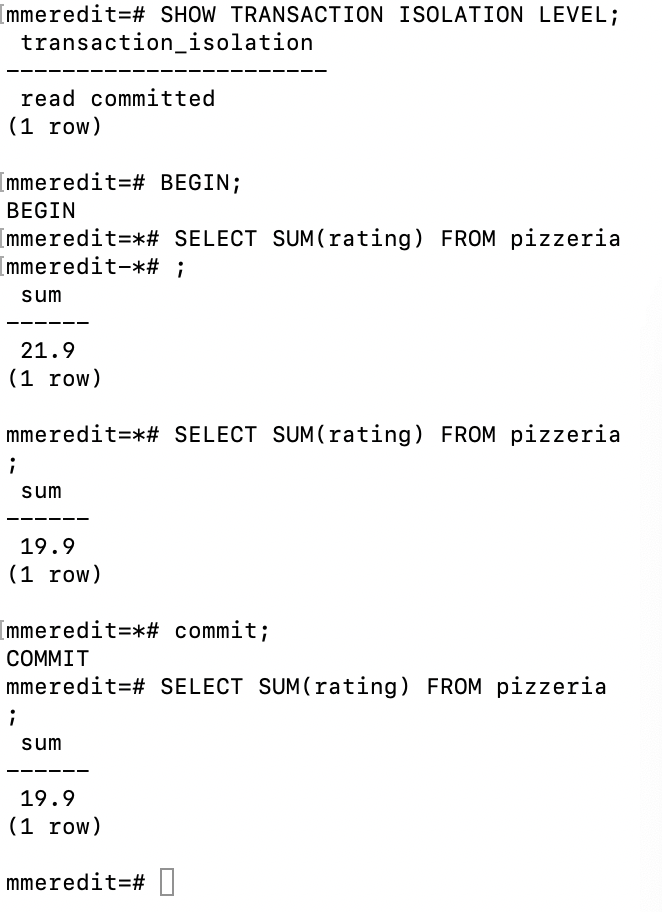 [mmeredit=# SHOW TRANSACTION ISOLATION LEVEL;
 transaction_isolation
-----------------------
 read committed
(1 row)

[mmeredit=# BEGIN;
BEGIN
[mmeredit=*# SELECT SUM(rating) FROM pizzeria
[mmeredit-*# ;
 sum
------
 21.9
(1 row)

mmeredit=*# SELECT SUM(rating) FROM pizzeria
;
 sum
------
 19.9
(1 row)

[mmeredit=*# commit;
COMMIT
mmeredit=# SELECT SUM(rating) FROM pizzeria
;
 sum
------
 19.9
(1 row)

mmeredit=#